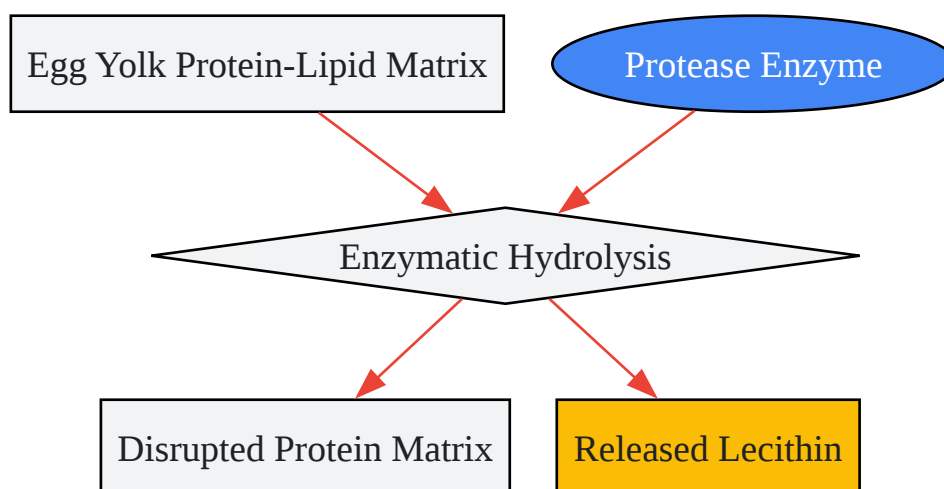 Egg Yolk Protein-Lipid Matrix
Protease Enzyme
Enzymatic Hydrolysis
Disrupted Protein Matrix
Released Lecithin